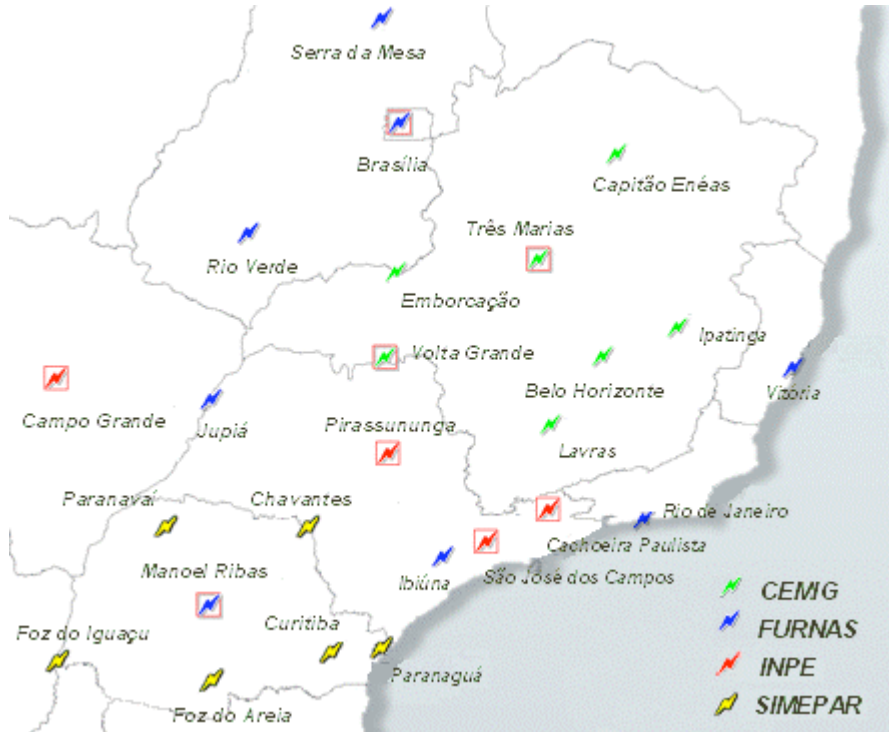 Serra da Mesa
Brasília
Capitão Enéas
Três Marias
Rio Verde
Emborcação
Ipatinga
Volta Grande
Belo Horizonte
Vitória
Campo Grande
Jupiá
Pirassununga
Lavras
Paranavaí
Chavantes
Rio de Janeiro
Cachoeira Paulista
Manoel Ribas
Ibiúna
São José dos Campos
CEMIG
Foz do Iguaçu
Curitiba
FURNAS
INPE
Paranaguá
SIMEPAR
Foz do Areia